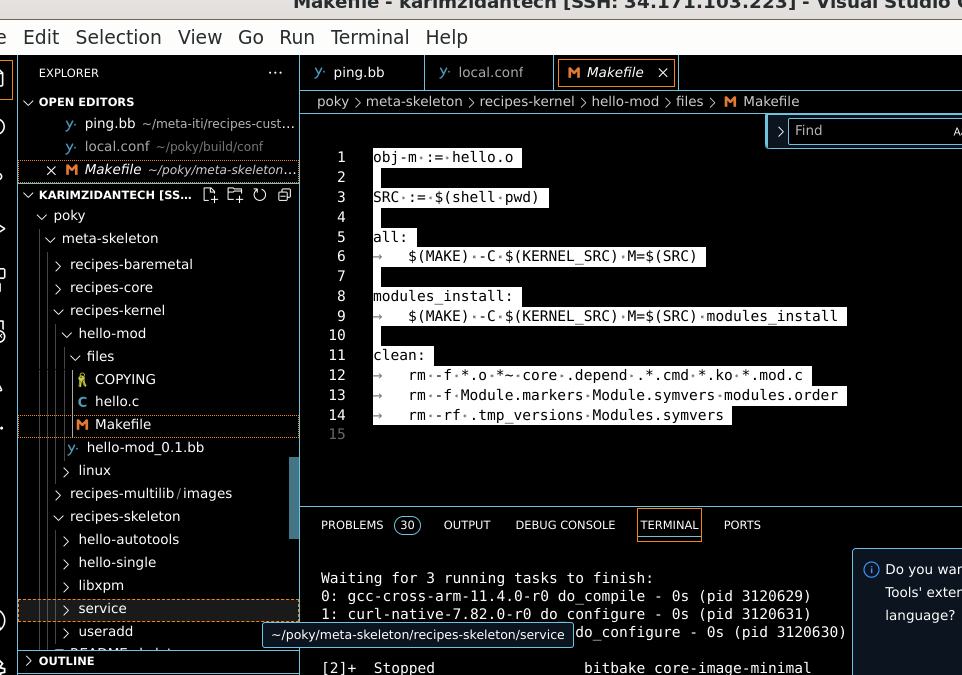 Makefile - karimzidantech [SSH: 34.171.103.223] - Visual Studio
Edit Selection View Go Run Terminal Help
EXPLORER
OPEN EDITORS
ping.bb ~/meta-iti/recipes-cust...
local.conf ~/poky/build/conf
Makefile ~/poky/meta-skeleton...
KARIMZIDANTECH [SS...
poky
meta-skeleton
recipes-baremetal
recipes-core
recipes-kernel
hello-mod
files
COPYING
hello.c
Makefile
hello-mod_0.1.bb
linux
recipes-multilib/images
recipes-skeleton
hello-autotools
hello-single
libxpm
service
useradd
OUTLINE
~/poky/meta-skeleton/recipes-skeleton/service
ping.bb local.conf Makefile
poky > meta-skeleton > recipes-kernel > hello-mod > files > Makefile
Find
1 obj-m := hello.o
2
3 SRC := $(shell pwd)
4
5 all:
6 $(MAKE) -C $(KERNEL_SRC) M=$(SRC)
7
8 modules_install:
9 $(MAKE) -C $(KERNEL_SRC) M=$(SRC) modules_install
10
11 clean:
12 rm -f *.o *~ core .depend .*.cmd *.ko *.mod.c
13 rm -f Module.markers Module.symvers modules.order
14 rm -rf .tmp_versions Modules.symvers
15
PROBLEMS 30 OUTPUT DEBUG CONSOLE TERMINAL PORTS
Waiting for 3 running tasks to finish:
0: gcc-cross-arm-11.4.0-r0 do_compile - 0s (pid 3120629)
1: curl-native-7.82.0-r0 do_configure - 0s (pid 3120631)
do_configure - 0s (pid 3120630)
[2]+ Stopped bitbake core-image-minimal
Do you
Tools'
language?